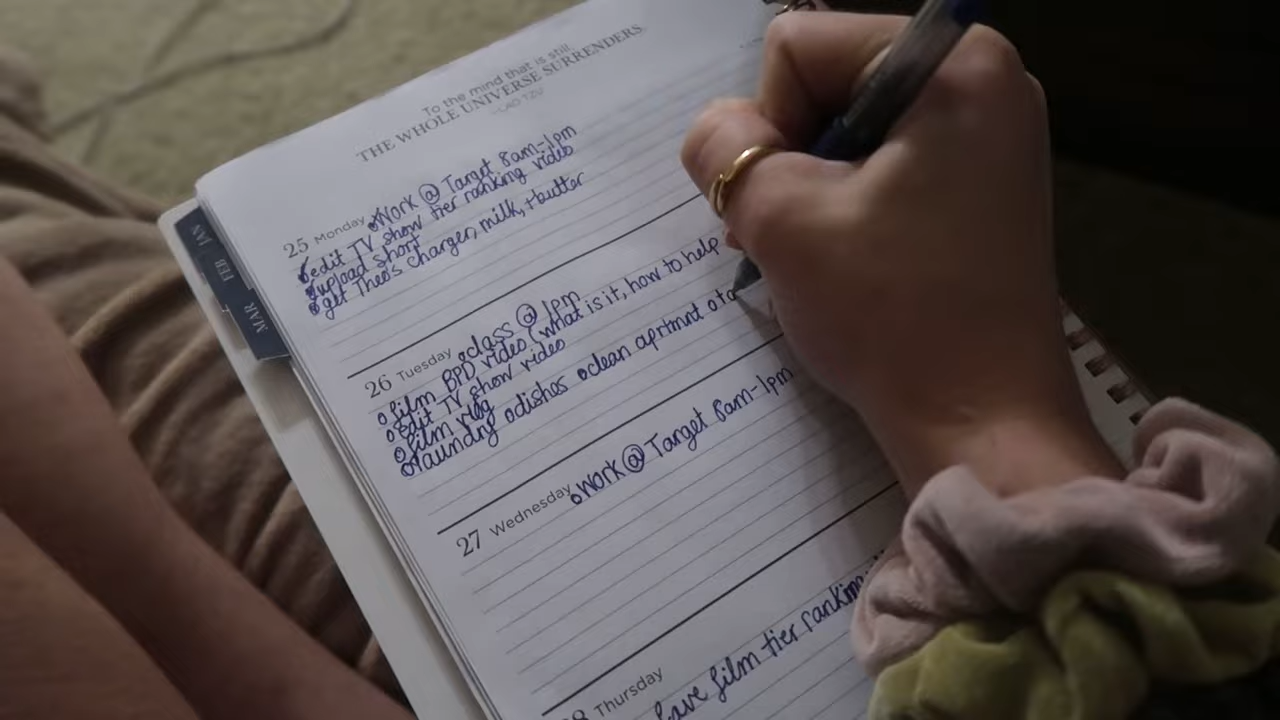 To the mind that is still,
THE WHOLE UNIVERSE SURRENDERS.
—LAO TZU
JAN
FEB
MAR
25 Monday
Work @ Target 8am-1pm
edit TV show tier ranking video
upload short
get Theo's charger, milk, + butter
26 Tuesday
class @ 1pm
film BPD video (what is it, how to help
edit TV show video
film vlog
laundry dishes clean aprtmnt
27 Wednesday
Work @ Target 8am-1pm
Thursday
film tier ranking